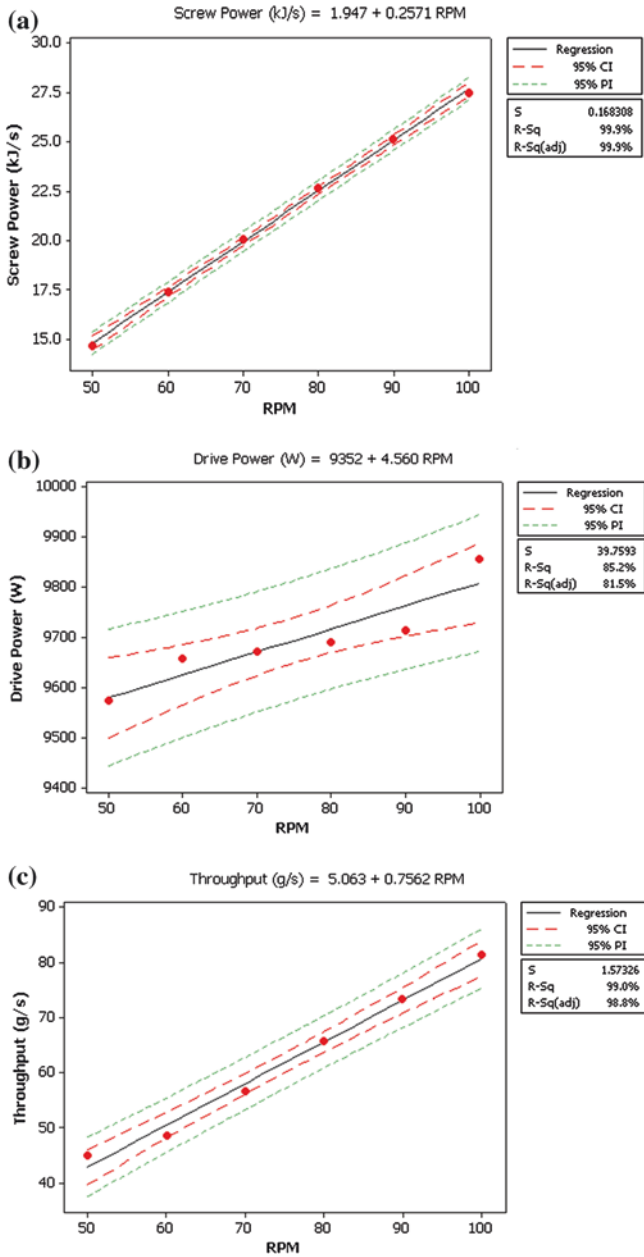 (a)
Screw Power (kJ/s) = 1.947 + 0.2571 RPM
30.0
27.5
25.0
22.5
20.0
17.5
15.0
Screw Power (kJ/s)
50 60 70 80 90 100
RPM
Regression
95% CI
95% PI
S 0.168308
R-Sq 99.9%
R-Sq(adj) 99.9%
(b)
Drive Power (W) = 9352 + 4.560 RPM
10000
9900
9800
9700
9600
9500
9400
Drive Power (W)
50 60 70 80 90 100
RPM
Regression
95% CI
95% PI
S 39.7593
R-Sq 85.2%
R-Sq(adj) 81.5%
(c)
Throughput (g/s) = 5.063 + 0.7562 RPM
90
80
70
60
50
40
Throughput (g/s)
50 60 70 80 90 100
RPM
Regression
95% CI
95% PI
S 1.57326
R-Sq 99.0%
R-Sq(adj) 98.8%